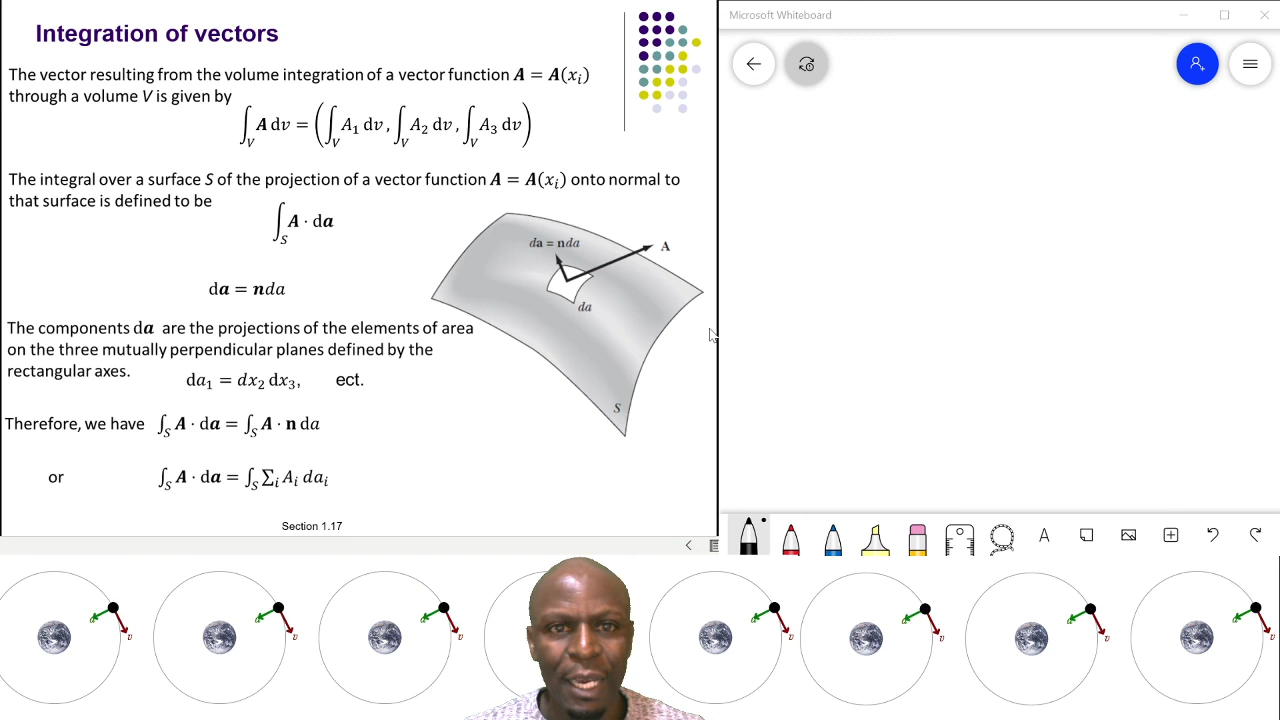 Integration of vectors
The vector resulting from the volume integration of a vector function A = A(xᵢ)
through a volume V is given by
∫_V A dv = (∫_V A₁ dv , ∫_V A₂ dv , ∫_V A₃ dv)
The integral over a surface S of the projection of a vector function A = A(xᵢ) onto normal to
that surface is defined to be
∫_S A · da
da = nda
A
da
S
da = nda
The components da are the projections of the elements of area
on the three mutually perpendicular planes defined by the
rectangular axes.
da₁ = dx₂ dx₃, ect.
Therefore, we have ∫_S A · da = ∫_S A · n da
or ∫_S A · da = ∫_S Σᵢ Aᵢ daᵢ
Section 1.17
Microsoft Whiteboard
A
a v
a v
a v
v
a v
a v
a v
a v